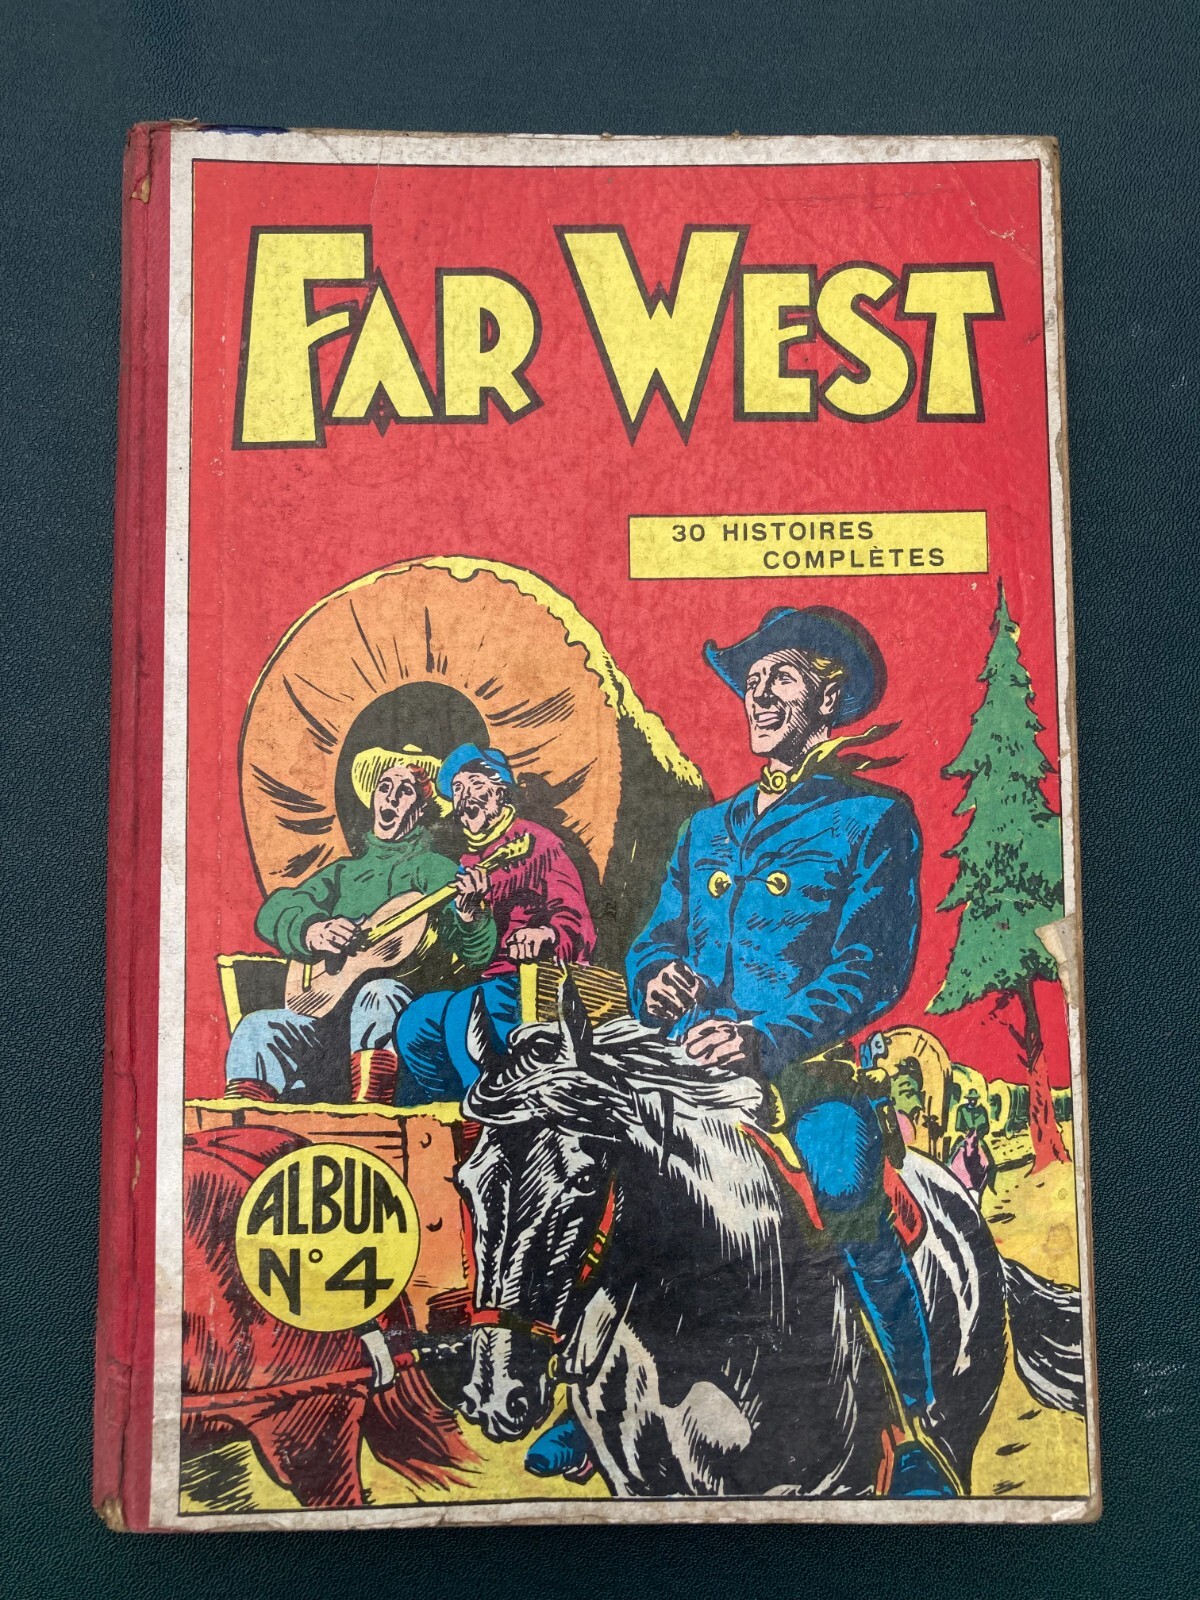 FAR WEST
30 HISTOIRES
COMPLÈTES
ALBUM
N° 4